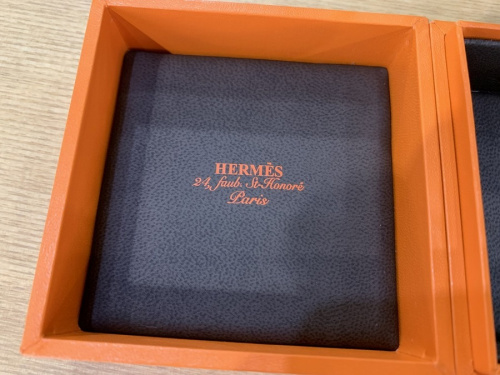 HERMÈS
24, faub. St-Honoré
Paris